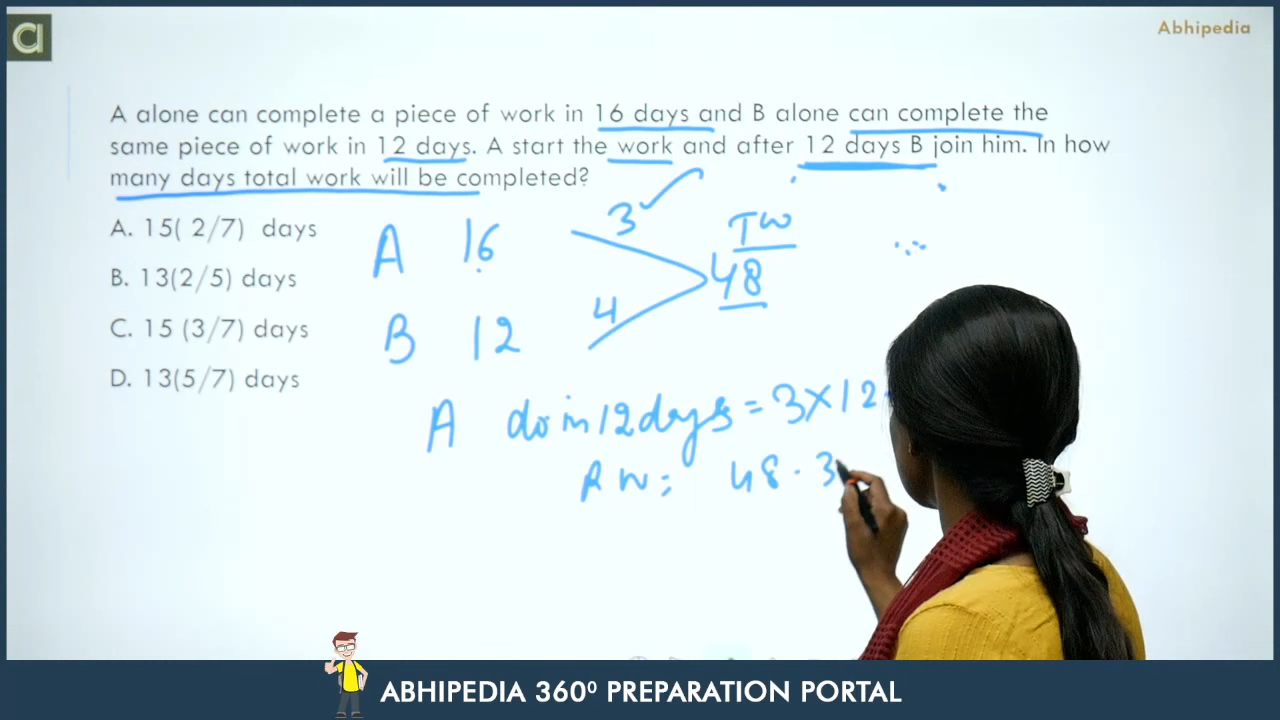 Abhipedia
A alone can complete a piece of work in 16 days and B alone can complete the
same piece of work in 12 days. A start the work and after 12 days B join him. In how
many days total work will be completed?
A. 15( 2/7) days
B. 13(2/5) days
C. 15 (3/7) days
D. 13(5/7) days
A 16
3
TW
48
B 12
4
A do in 12 days = 3×12
RW = 48 - 3
ABHIPEDIA 360⁰ PREPARATION PORTAL